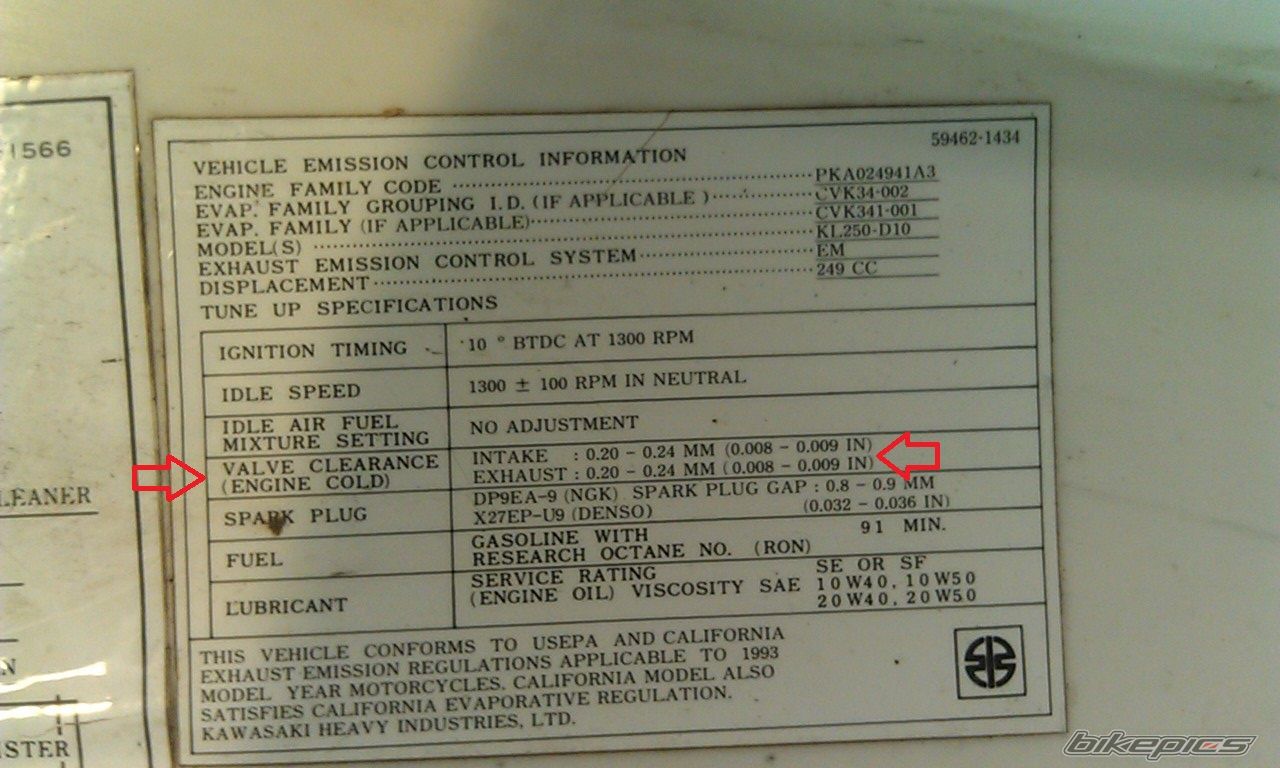 1566
59462-1434
VEHICLE EMISSION CONTROL INFORMATION
ENGINE FAMILY CODE PKA024941A3
EVAP. FAMILY GROUPING I.D. (IF APPLICABLE) CVK34-002
EVAP. FAMILY (IF APPLICABLE) CVK341-001
MODEL(S) KL250-D10
EXHAUST EMISSION CONTROL SYSTEM EM
DISPLACEMENT 249 CC
TUNE UP SPECIFICATIONS
IGNITION TIMING 10° BTDC AT 1300 RPM
IDLE SPEED 1300 ± 100 RPM IN NEUTRAL
IDLE AIR FUEL
MIXTURE SETTING
NO ADJUSTMENT
VALVE CLEARANCE
(ENGINE COLD)
INTAKE : 0.20 - 0.24 MM (0.008 - 0.009 IN)
EXHAUST : 0.20 - 0.24 MM (0.008 - 0.009 IN)
SPARK PLUG
DP9EA-9 (NGK) SPARK PLUG GAP : 0.8 - 0.9 MM
X27EP-U9 (DENSO) (0.032 - 0.036 IN)
FUEL
GASOLINE WITH 91 MIN.
RESEARCH OCTANE NO. (RON)
LUBRICANT
SERVICE RATING SE OR SF
(ENGINE OIL) VISCOSITY SAE 10W40, 10W50
20W40, 20W50
THIS VEHICLE CONFORMS TO USEPA AND CALIFORNIA
EXHAUST EMISSION REGULATIONS APPLICABLE TO 1993
MODEL YEAR MOTORCYCLES. CALIFORNIA MODEL ALSO
SATISFIES CALIFORNIA EVAPORATIVE REGULATION.
KAWASAKI HEAVY INDUSTRIES, LTD.
LEANER
N
ISTER
bikepics